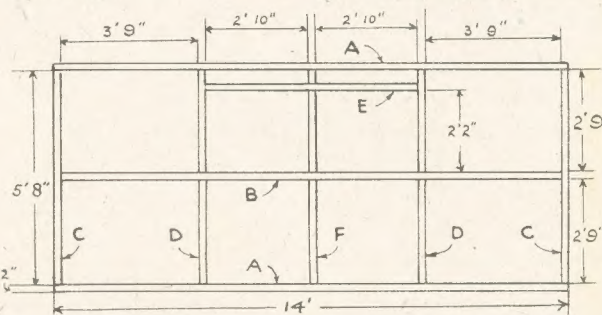 2' 10" 2' 10"
3' 9" 3' 9"
A
E
2'2" 2'9
5'8"
B
C D F D C 2'9"
A
2"
14'